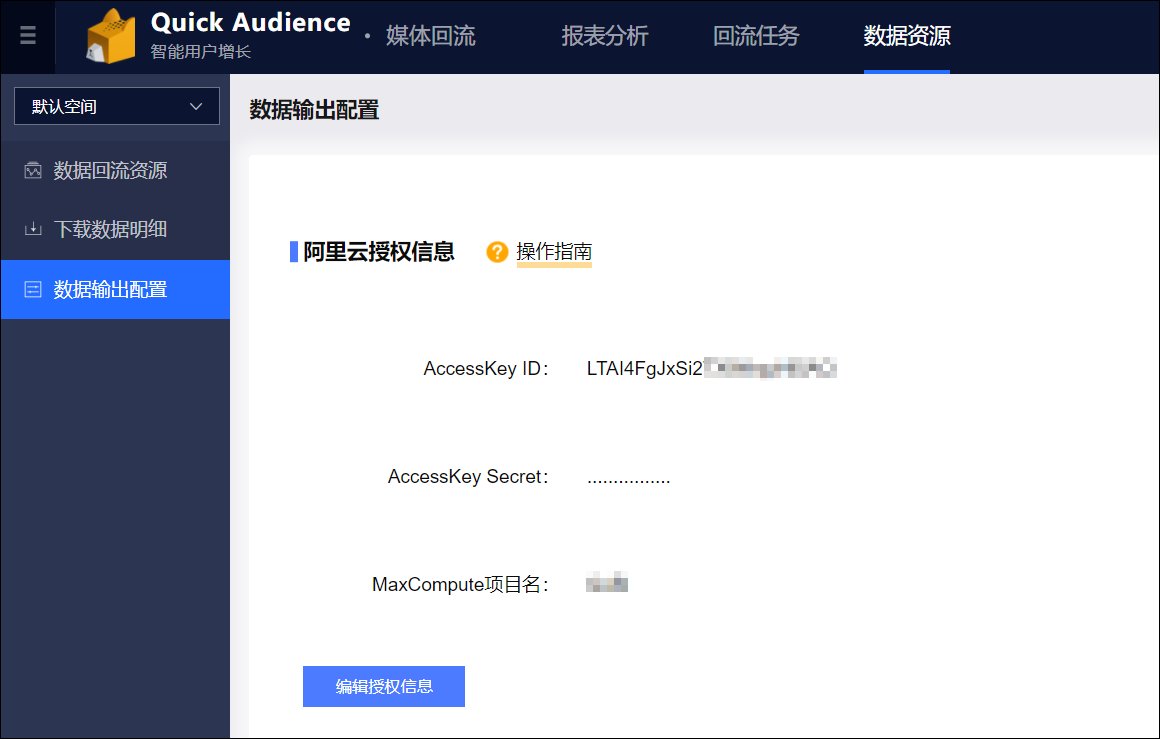 Quick Audience
智能用户增长
· 媒体回流
报表分析
回流任务
数据资源
默认空间
数据输出配置
数据回流资源
下载数据明细
数据输出配置
阿里云授权信息
? 操作指南
AccessKey ID: LTAI4FgJxSi2
AccessKey Secret: ................
MaxCompute项目名:
编辑授权信息